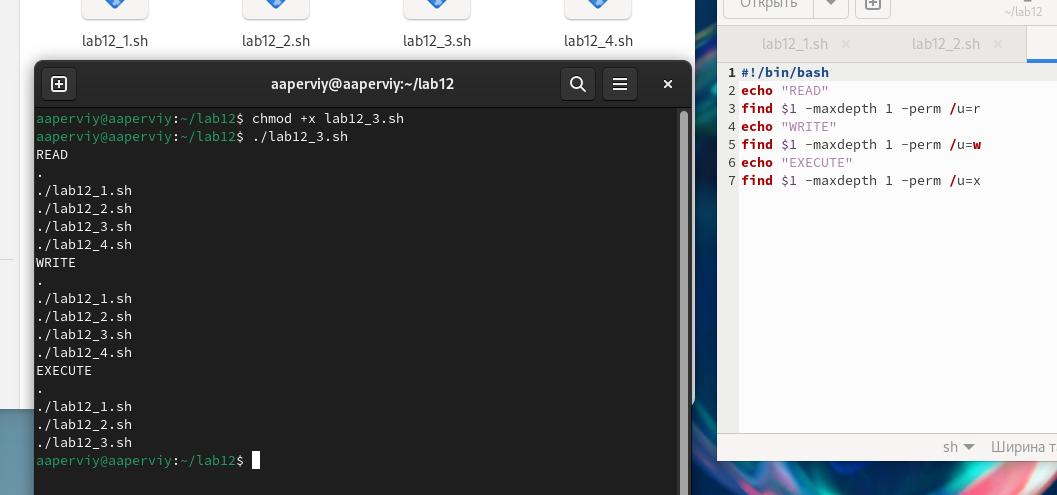 lab12_1.sh
lab12_2.sh
lab12_3.sh
lab12_4.sh
aaperviy@aaperviy:~/lab12
aaperviy@aaperviy:~/lab12$ chmod +x lab12_3.sh
aaperviy@aaperviy:~/lab12$ ./lab12_3.sh
READ
.
./lab12_1.sh
./lab12_2.sh
./lab12_3.sh
./lab12_4.sh
WRITE
.
./lab12_1.sh
./lab12_2.sh
./lab12_3.sh
./lab12_4.sh
EXECUTE
.
./lab12_1.sh
./lab12_2.sh
./lab12_3.sh
aaperviy@aaperviy:~/lab12$
Открыть
~/lab12
lab12_1.sh
lab12_2.sh
1 #!/bin/bash
2 echo "READ"
3 find $1 -maxdepth 1 -perm /u=r
4 echo "WRITE"
5 find $1 -maxdepth 1 -perm /u=w
6 echo "EXECUTE"
7 find $1 -maxdepth 1 -perm /u=x
sh
Ширина